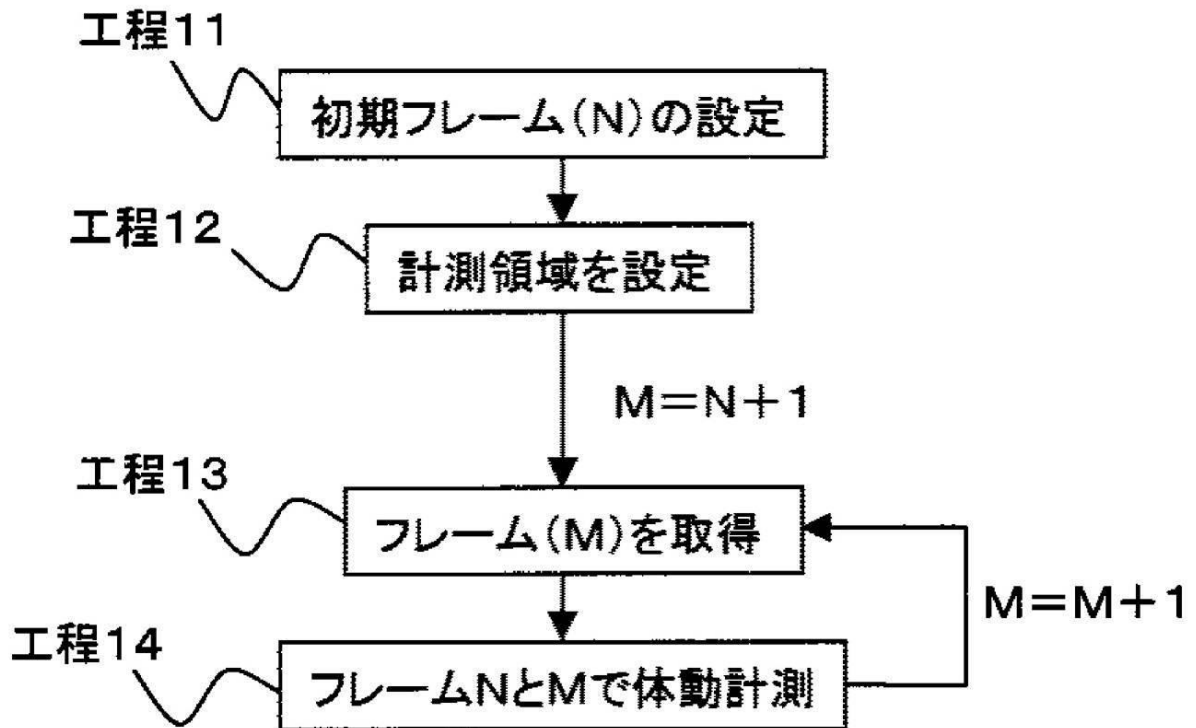 工程11
初期フレーム(N)の設定
工程12
計測領域を設定
M=N+1
工程13
フレーム(M)を取得
M=M+1
工程14
フレームNとMで体動計測